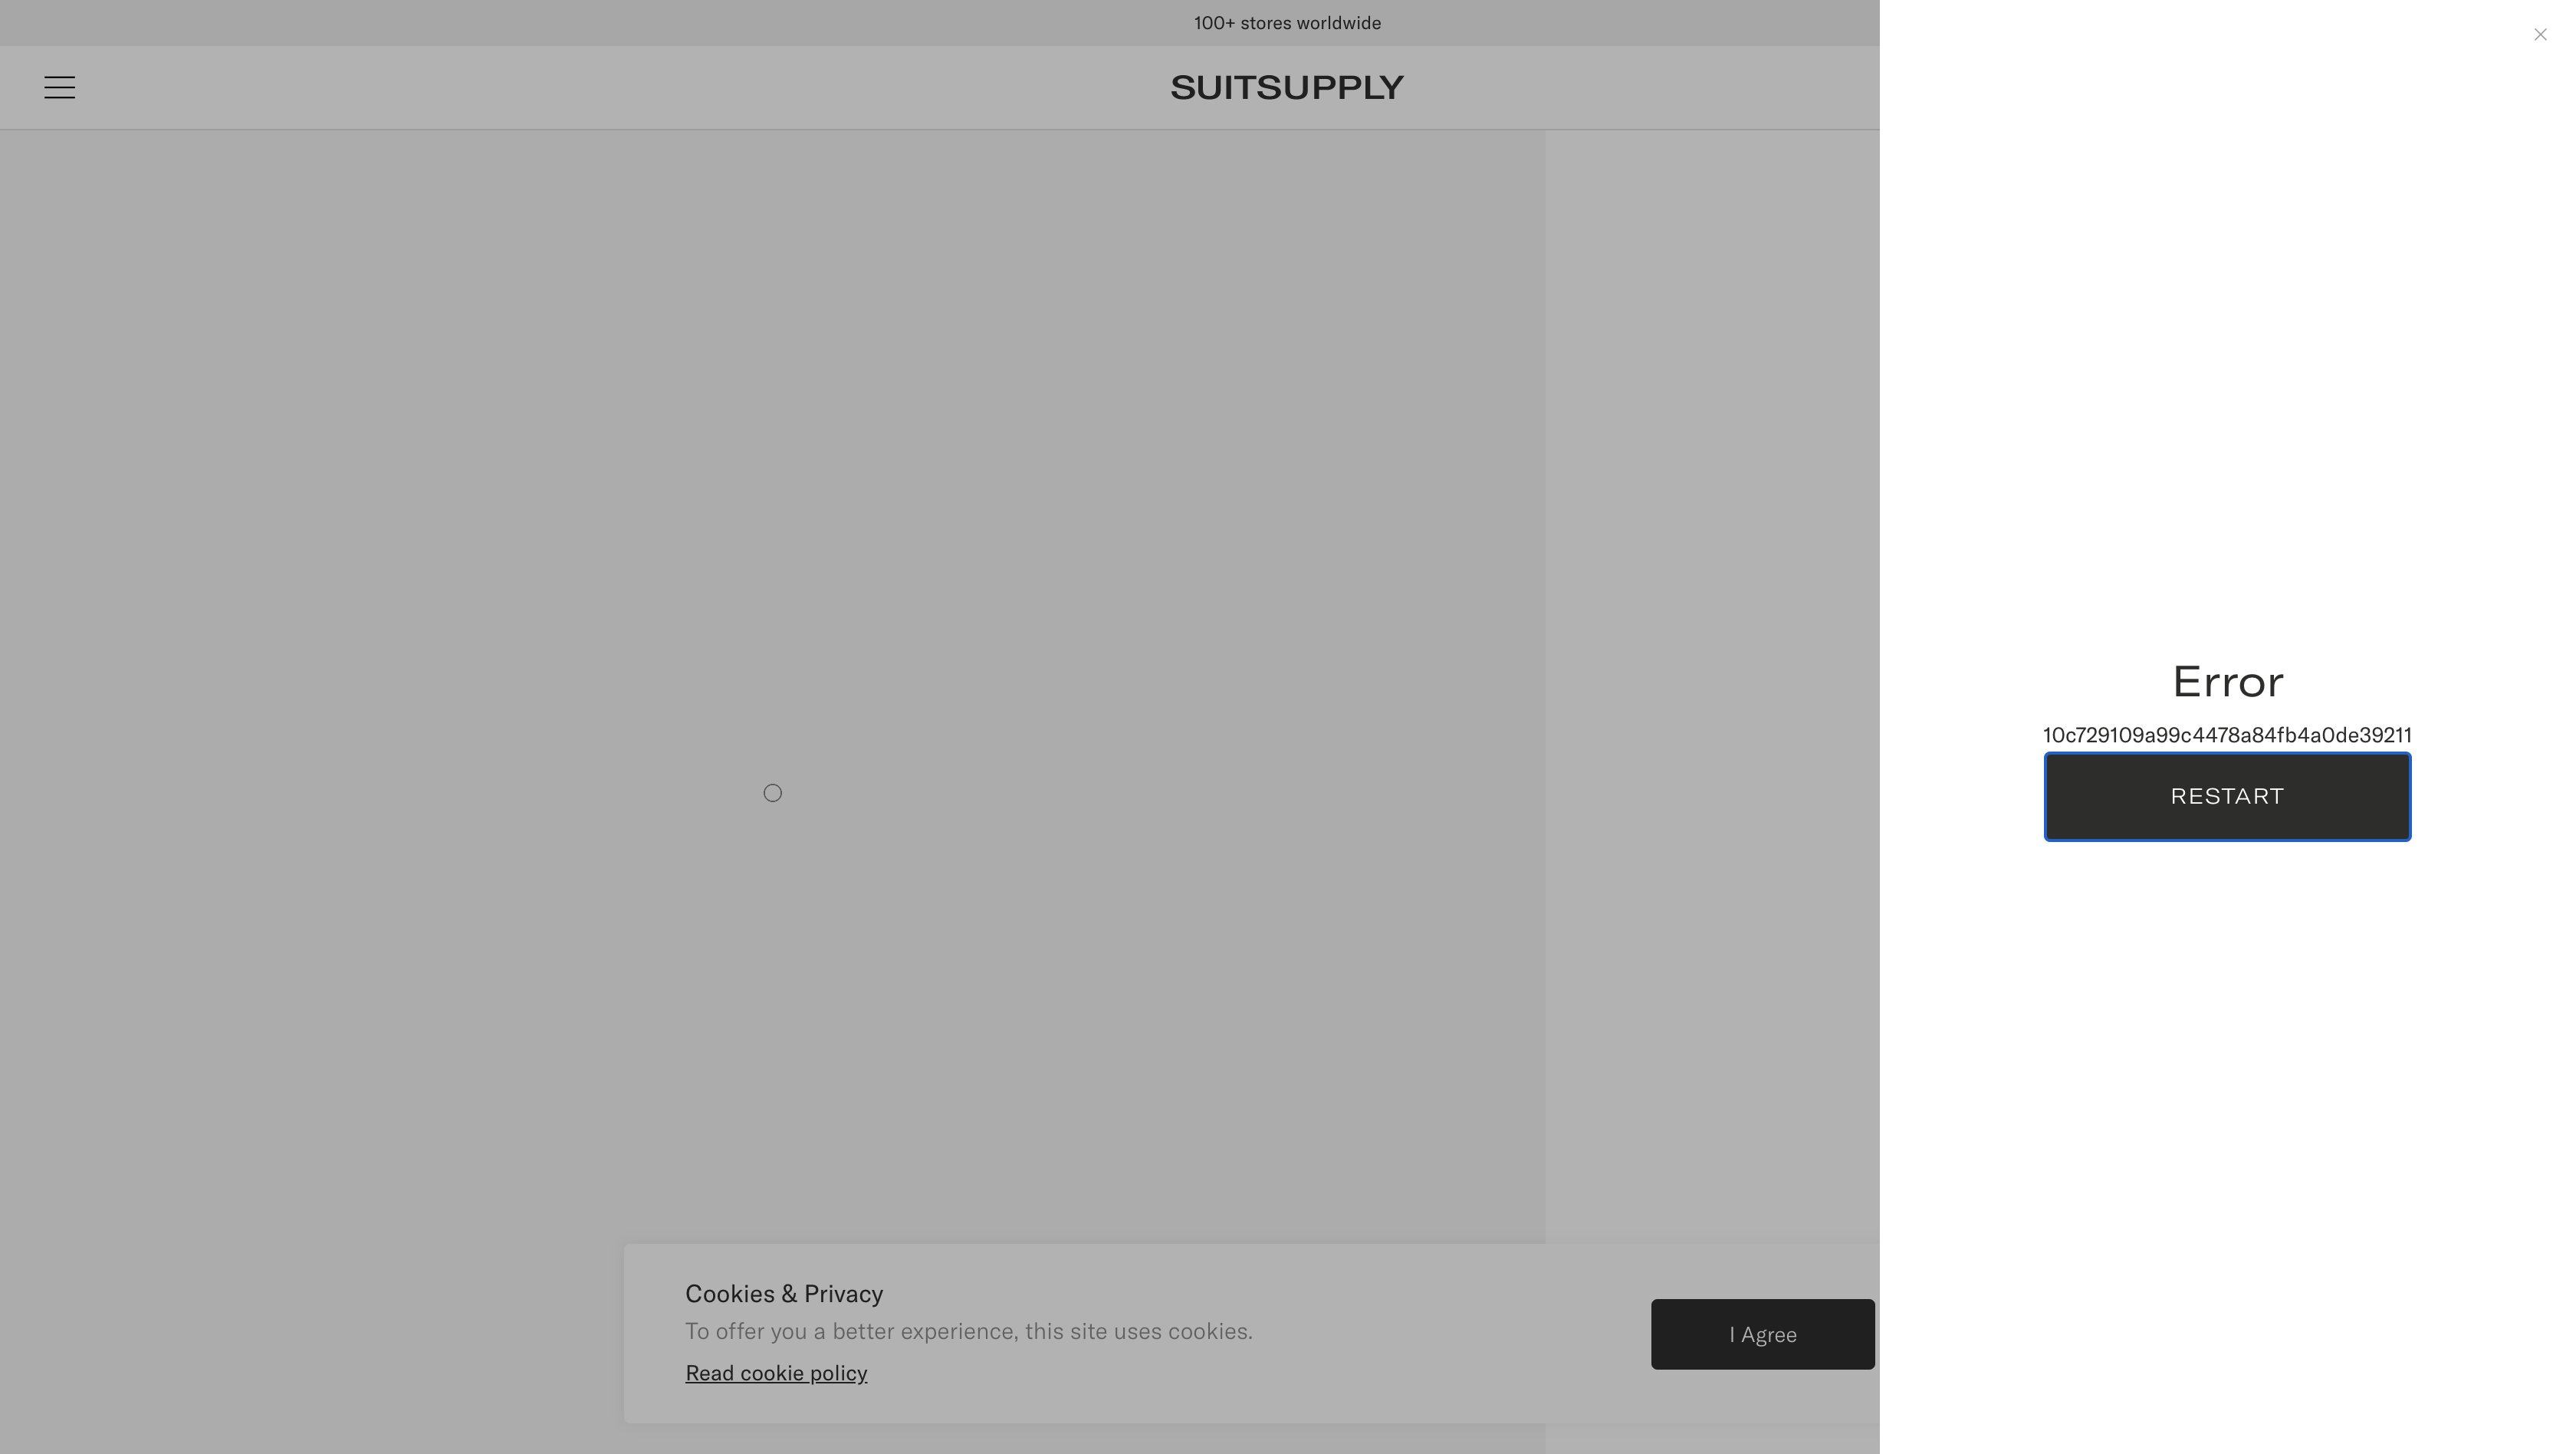 100+ stores worldwide
SUITSUPPLY
Error
10c729109a99c4478a84fb4a0de39211
RESTART
Cookies & Privacy
To offer you a better experience, this site uses cookies.
Read cookie policy
I Agree